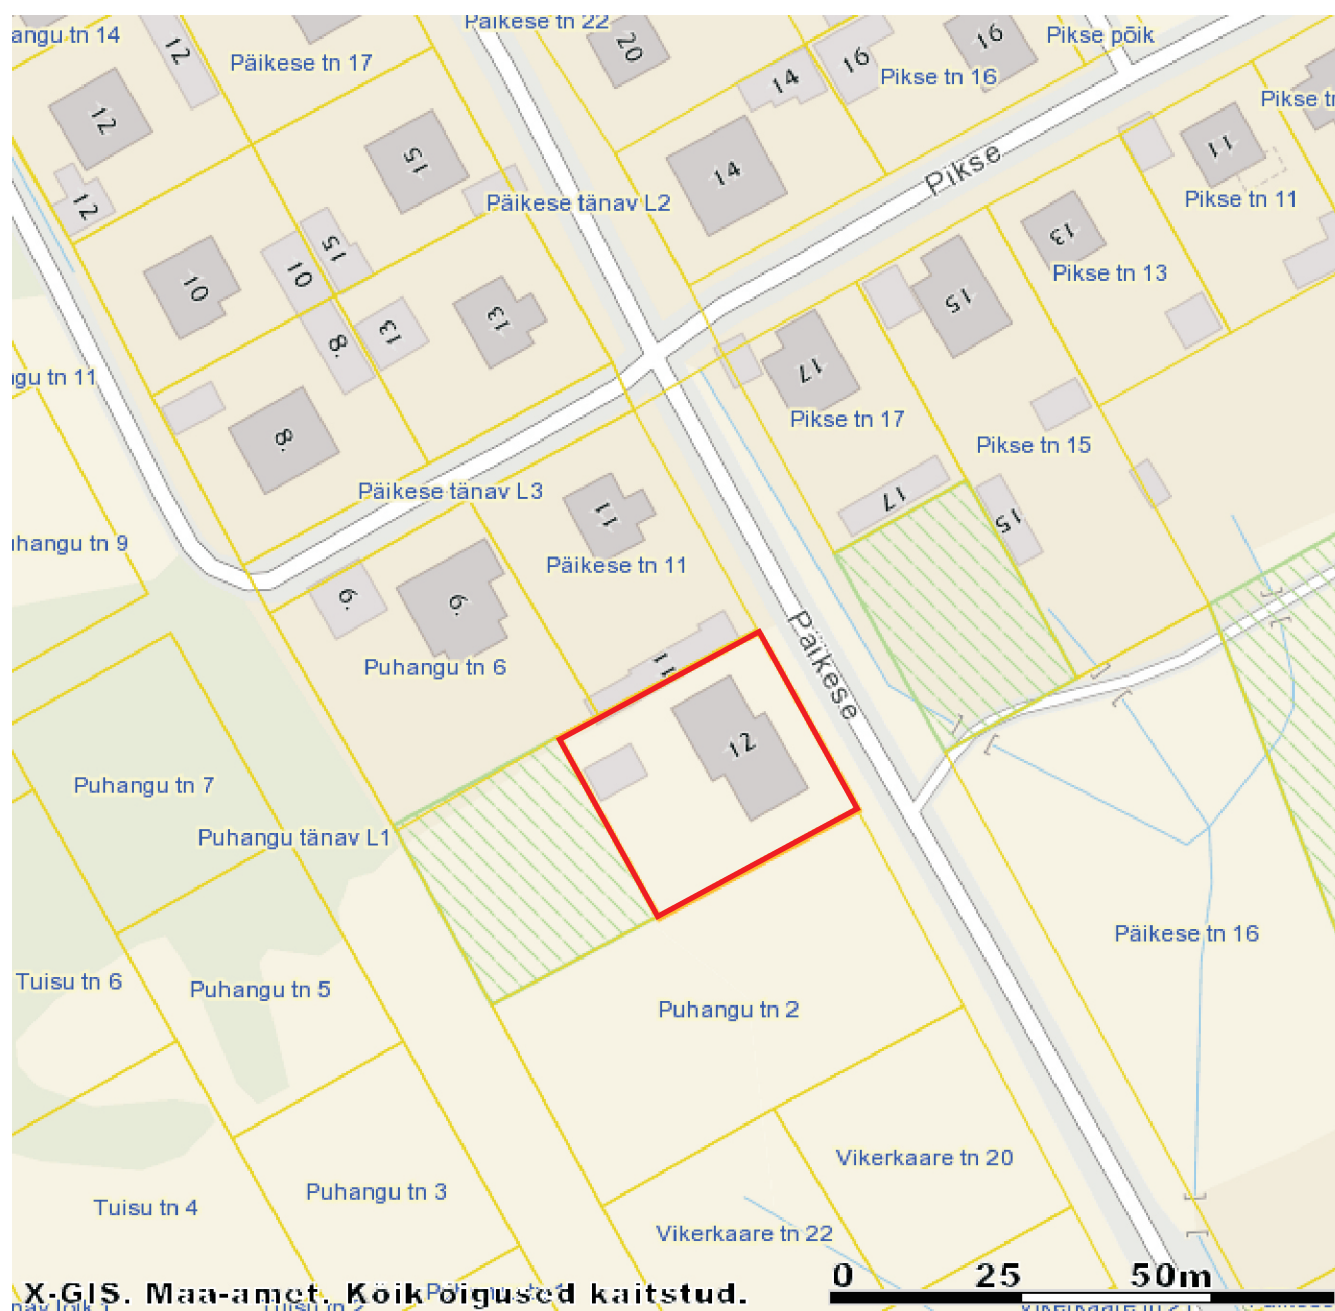 angu tn 14
12
Päikese tn 17
Päikese tn 22
20
14
16
16
Pikse põik
Pikse tn 16
Pikse
12
15
14
Pikse
11
12
Päikese tänav L2
Pikse tn 11
13
Pikse tn 13
10
10
15
15
13
13
8.
17
gu tn 11
Pikse tn 17
8.
Pikse tn 15
Päikese tänav L3
17
11
15
hangu tn 9
Päikese tn 11
6.
6.
Päikese
Puhangu tn 6
11
12
Puhangu tn 7
Puhangu tänav L1
Päikese tn 16
Tuisu tn 6
Puhangu tn 5
Puhangu tn 2
Vikerkaare tn 20
Puhangu tn 3
Tuisu tn 4
Vikerkaare tn 22
0 25 50m
X-GIS. Maa-amet. Kõik õigused kaitstud.